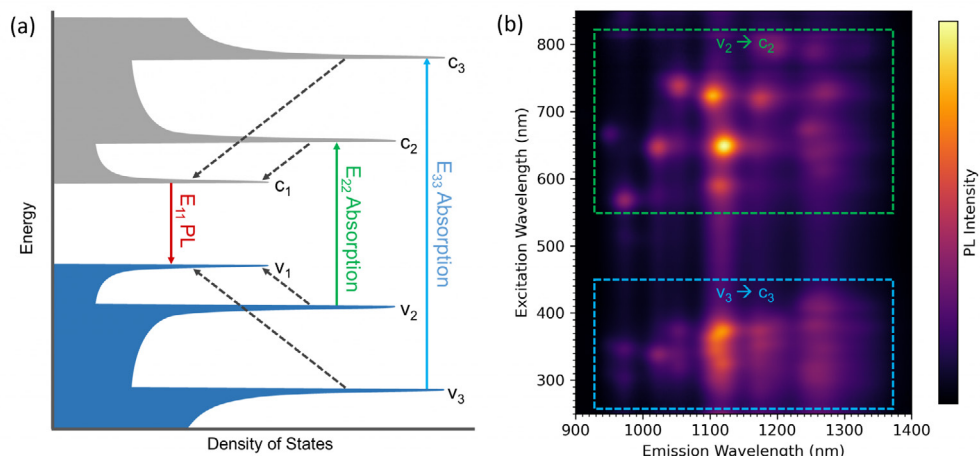 (a)
Energy
c₃
c₂
c₁
v₁
v₂
v₃
E₁₁ PL
E₂₂ Absorption
E₃₃ Absorption
Density of States
(b)
Excitation Wavelength (nm)
800
700
600
500
400
300
v₂ → c₂
v₃ → c₃
900 1000 1100 1200 1300 1400
Emission Wavelength (nm)
PL Intensity